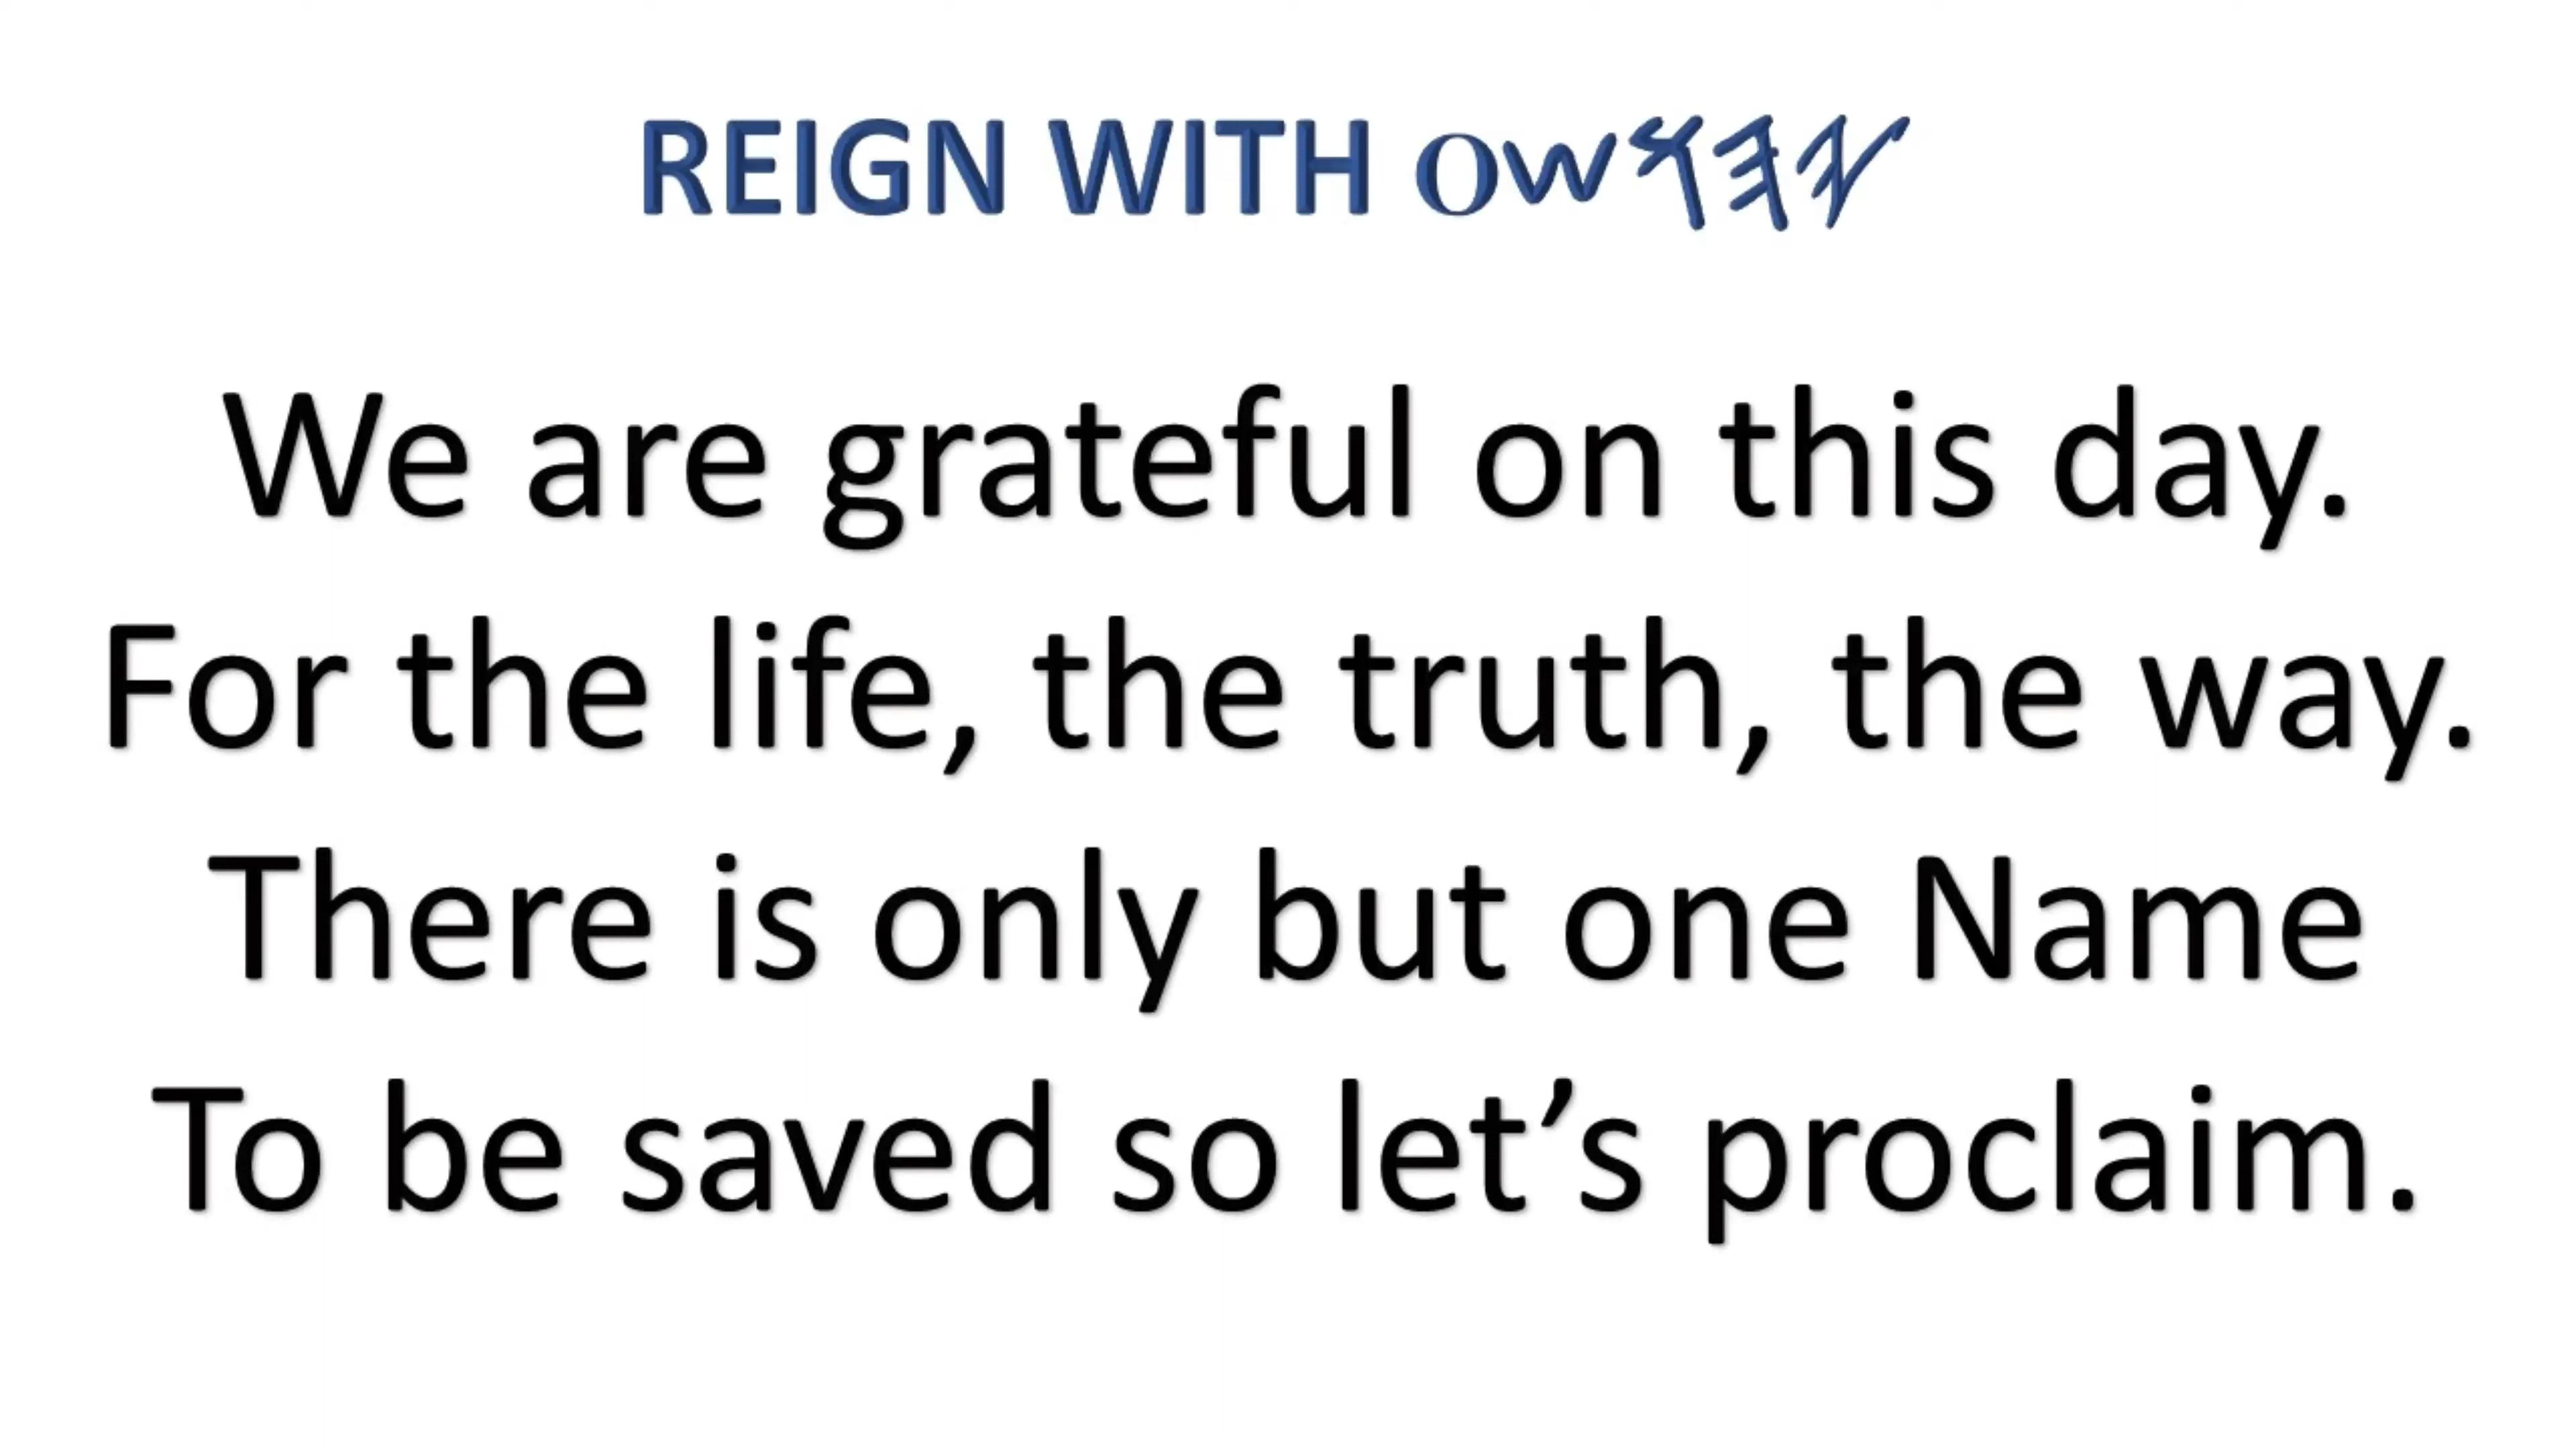 REIGN WITH 𐤉𐤄𐤅𐤔𐤏
We are grateful on this day.
For the life, the truth, the way.
There is only but one Name
To be saved so let’s proclaim.